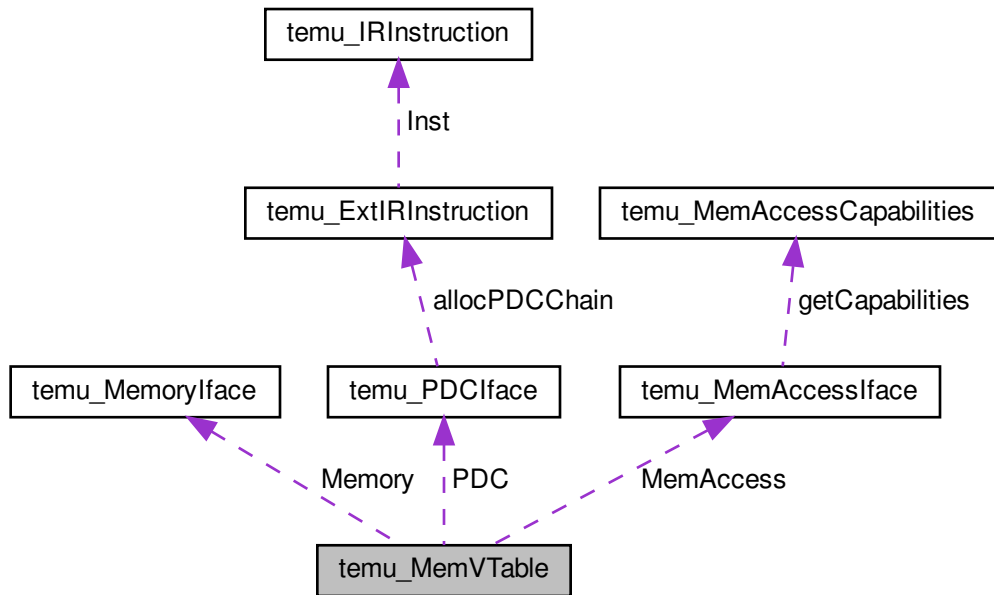 temu_IRInstruction
Inst
temu_ExtIRInstruction
temu_MemAccessCapabilities
allocPDCChain
getCapabilities
temu_MemoryIface
temu_PDCIface
temu_MemAccessIface
Memory
PDC
MemAccess
temu_MemVTable